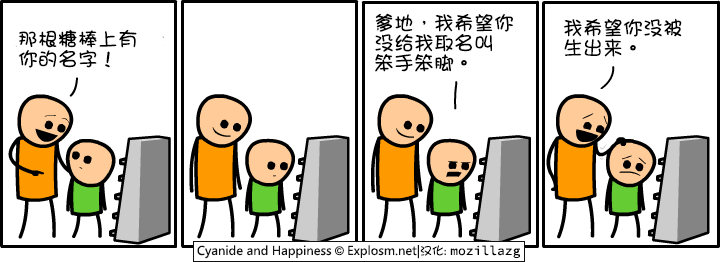 那根糖棒上有
你的名字！
爹地，我希望你
没给我取名叫
笨手笨脚。
我希望你没被
生出来。
Cyanide and Happiness © Explosm.net|汉化: mozillazg